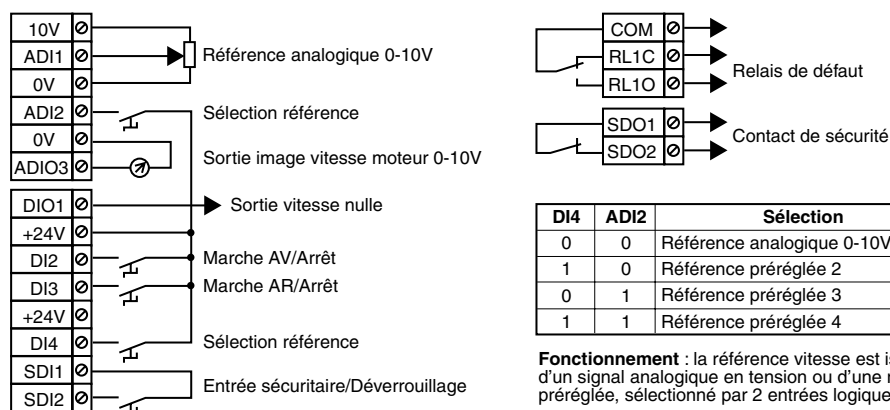 10V
ADI1
Référence analogique 0-10V
0V
ADI2
Sélection référence
0V
Sortie image vitesse moteur 0-10V
ADIO3
DIO1
Sortie vitesse nulle
+24V
DI2
Marche AV/Arrêt
DI3
Marche AR/Arrêt
+24V
DI4
Sélection référence
SDI1
Entrée sécuritaire/Déverrouillage
SDI2
COM
RL1C
Relais de défaut
RL1O
SDO1
Contact de sécurité
SDO2
DI4 ADI2 Sélection
0 0 Référence analogique 0-10V
1 0 Référence préréglée 2
0 1 Référence préréglée 3
1 1 Référence préréglée 4
Fonctionnement : la référence vitesse est
d'un signal analogique en tension ou d'une
préréglée, sélectionné par 2 entrées